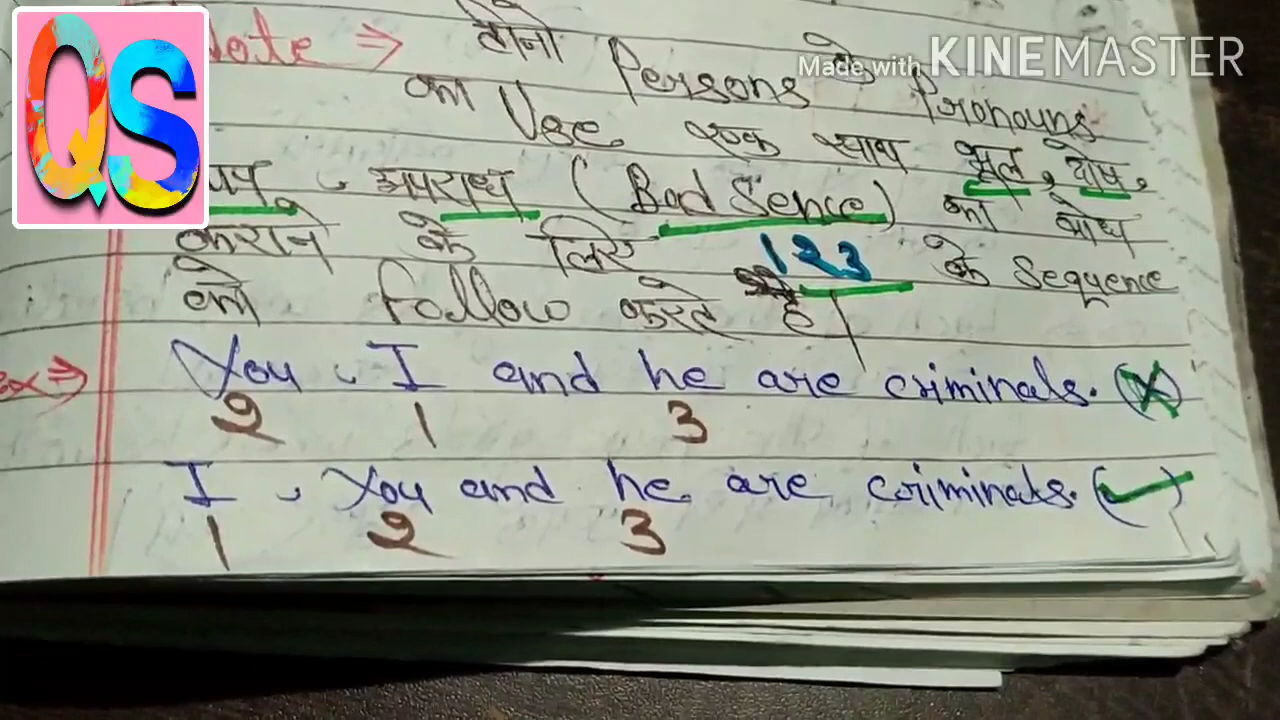 QS
Note ⇒ तीनो Persons के Pronouns
Made with KINEMASTER
का Use एक साथ भूल, दोष,
, अपराध (Bad Sence) का बोध
कराने के लिए 123 के Sequence
को follow करते है।
ex⇒ You, I and he are criminals. (X)
2 1 3
I, You and he are criminals. (✓)
1 2 3